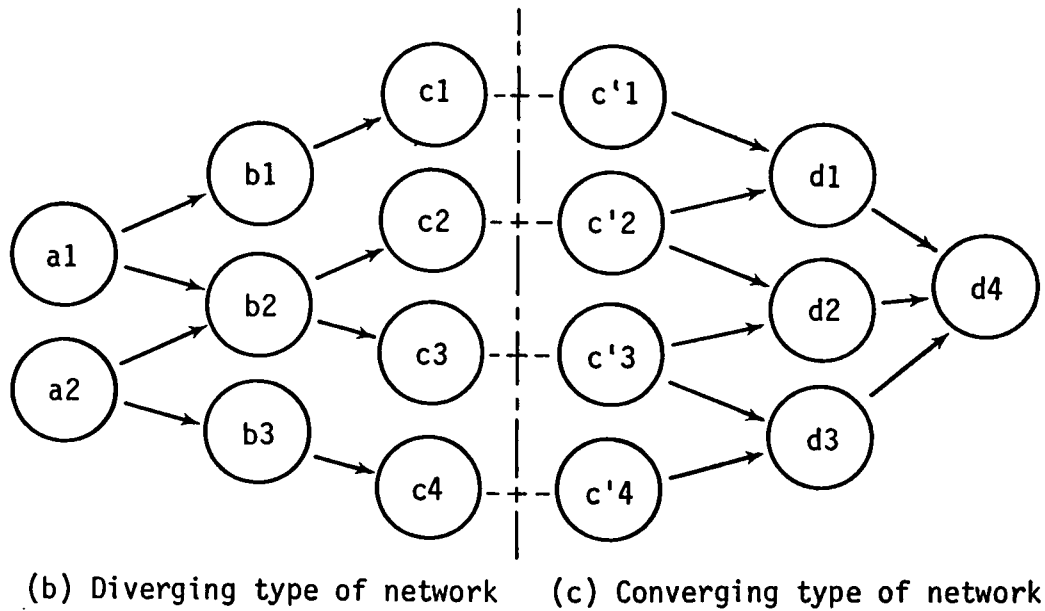 c1
c'1
b1
d1
c2
c'2
a1
d4
b2
d2
c3
c'3
a2
b3
d3
c4
c'4
(b) Diverging type of network
(c) Converging type of network